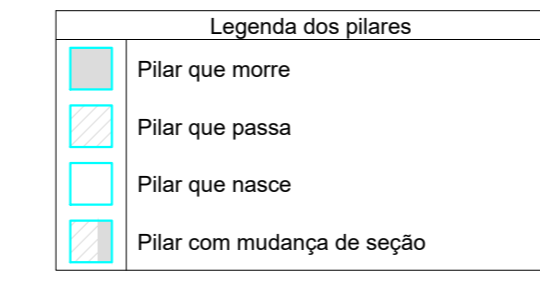 Legenda dos pilares
Pilar que morre
Pilar que passa
Pilar que nasce
Pilar com mudança de seção